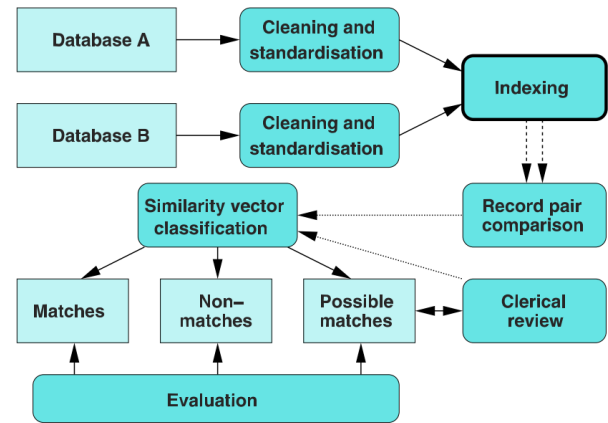 Database A
Cleaning and
standardisation
Indexing
Database B
Cleaning and
standardisation
Similarity vector
classification
Record pair
comparison
Matches
Non–
matches
Possible
matches
Clerical
review
Evaluation